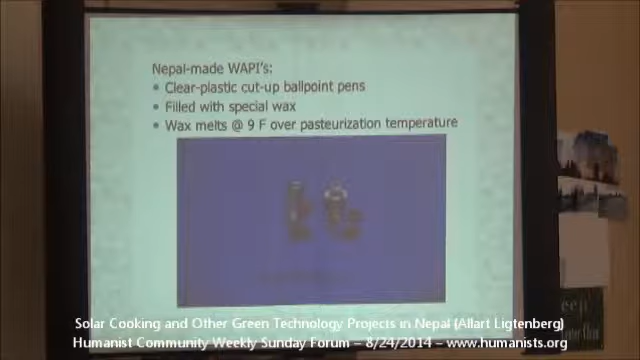 Nepal-made WAPI's:
• Clear-plastic cut-up ballpoint pens
• Filled with special wax
• Wax melts @ 9 F over pasteurization temperature
Solar Cooking and Other Green Technology Projects in Nepal (Allart Ligtenberg)
Humanist Community Weekly Sunday Forum – 8/24/2014 – www.humanists.org